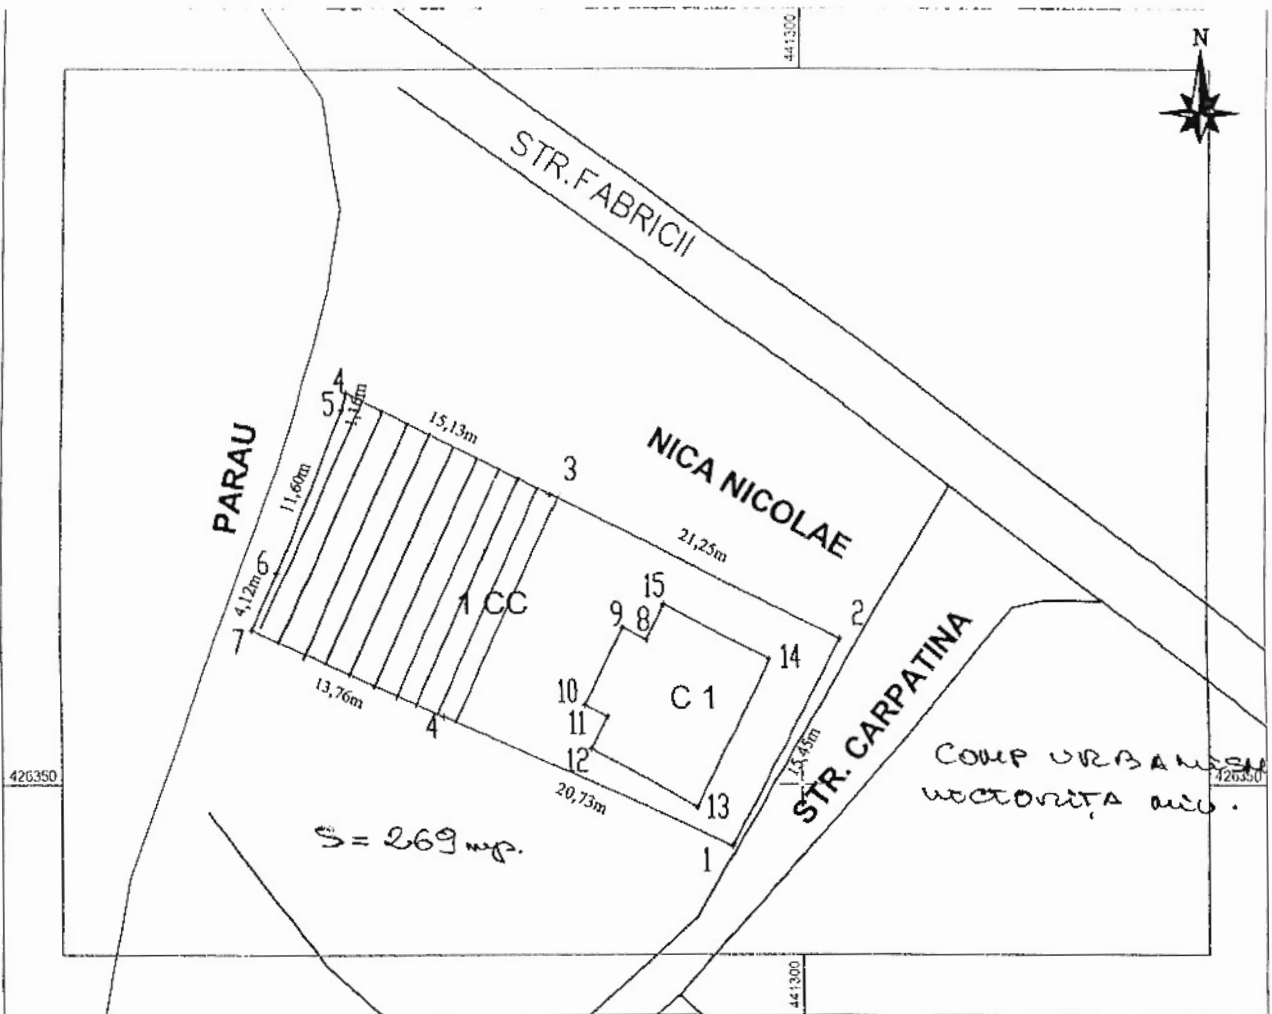 441300
N
STR.FABRICII
4
5
1,16m
15,13m
PARAU
11,60m
3
NICA NICOLAE
21,25m
6
4,12m
7
1 CC
15
9
8
2
14
10
C 1
11
12
13
13,76m
4
20,73m
15,45m
STR. CARPATINA
1
426350
426350
COMP
S = 269 mp.
441300